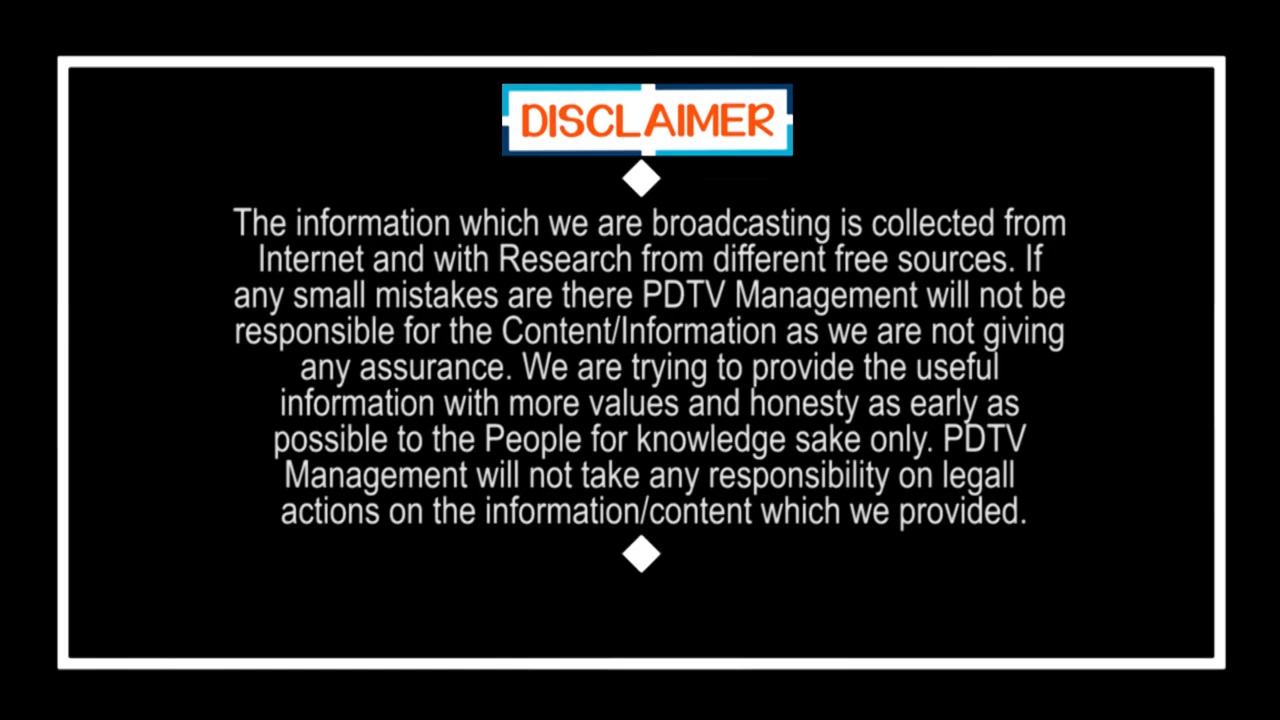 DISCLAIMER
The information which we are broadcasting is collected from
Internet and with Research from different free sources. If
any small mistakes are there PDTV Management will not be
responsible for the Content/Information as we are not giving
any assurance. We are trying to provide the useful
information with more values and honesty as early as
possible to the People for knowledge sake only. PDTV
Management will not take any responsibility on legall
actions on the information/content which we provided.